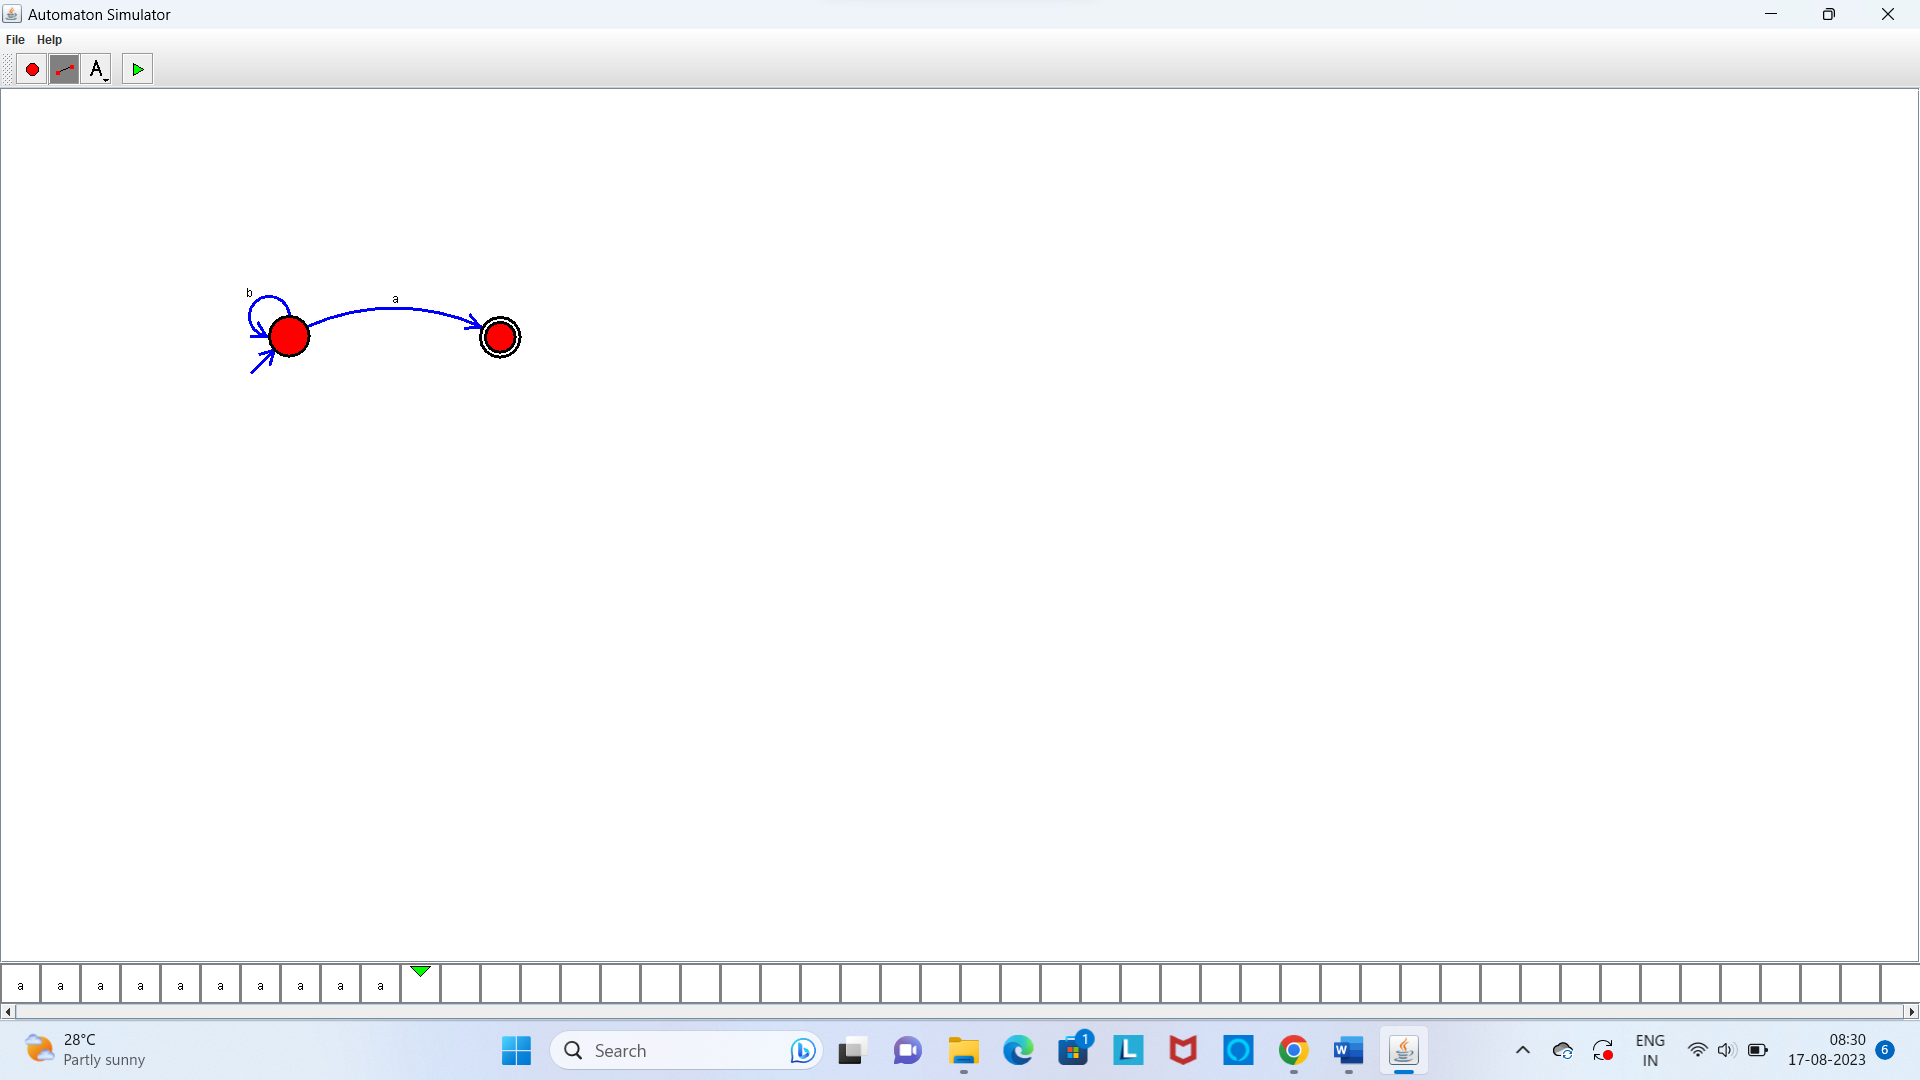 Automaton Simulator
File Help
A
b
a
a a a a a a a a a a
28°C
Partly sunny
Search
1
L
W
ENG
IN
08:30
17-08-2023
6